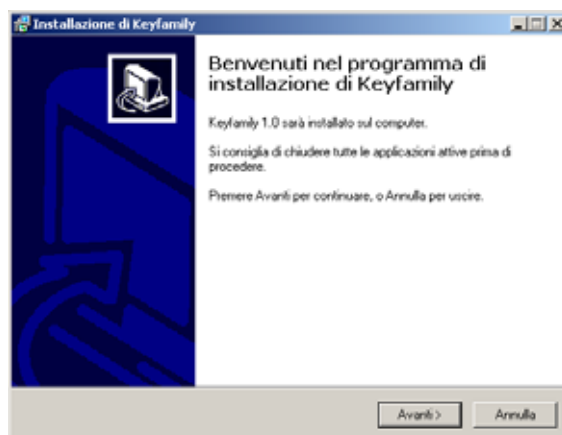 Installazione di Keyfamily
Benvenuti nel programma di
installazione di Keyfamily
Keyfamily 1.0 sarà installato sul computer.
Si consiglia di chiudere tutte le applicazioni attive prima di
procedere.
Premere Avanti per continuare, o Annulla per uscire.
Avanti >
Annulla